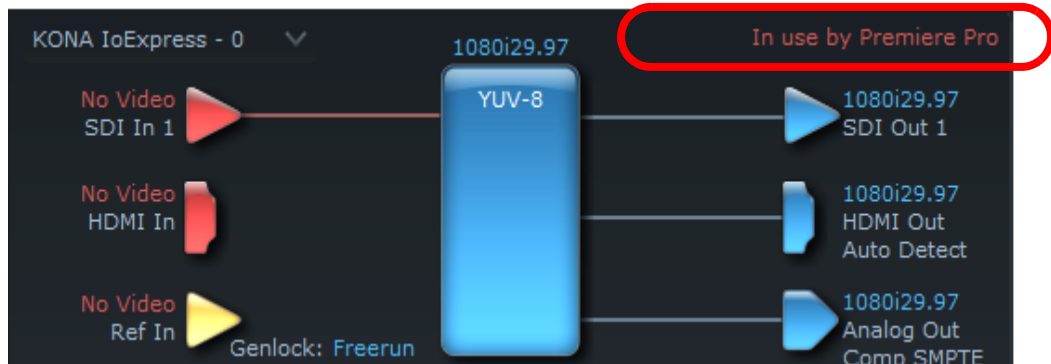 KONA IoExpress - 0
1080i29.97
In use by Premiere Pro
No Video
SDI In 1
YUV-8
1080i29.97
SDI Out 1
No Video
HDMI In
1080i29.97
HDMI Out
Auto Detect
No Video
Ref In
Genlock: Freerun
1080i29.97
Analog Out
Comp SMPTE